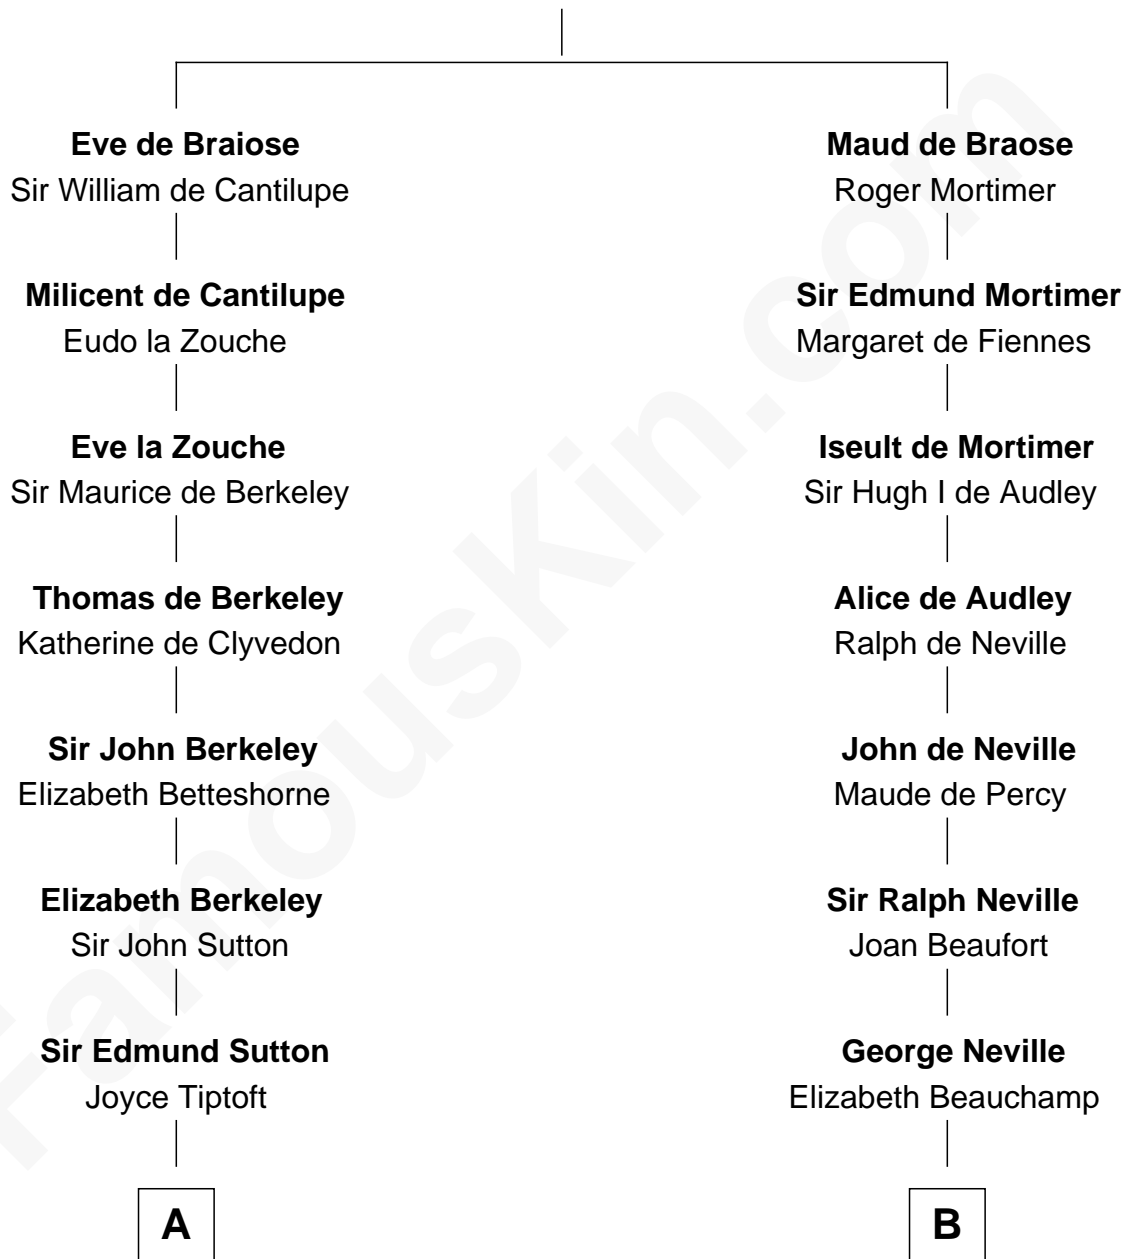 Eve de Braiose
Sir William de Cantilupe
Milicent de Cantilupe
Eudo la Zouche
Eve la Zouche
Sir Maurice de Berkeley
Thomas de Berkeley
Katherine de Clyvedon
Sir John Berkeley
Elizabeth Betteshorne
Elizabeth Berkeley
Sir John Sutton
Sir Edmund Sutton
Joyce Tiptoft
A
Maud de Braose
Roger Mortimer
Sir Edmund Mortimer
Margaret de Fiennes
Iseult de Mortimer
Sir Hugh I de Audley
Alice de Audley
Ralph de Neville
John de Neville
Maude de Percy
Sir Ralph Neville
Joan Beaufort
George Neville
Elizabeth Beauchamp
B
FamousKin.com